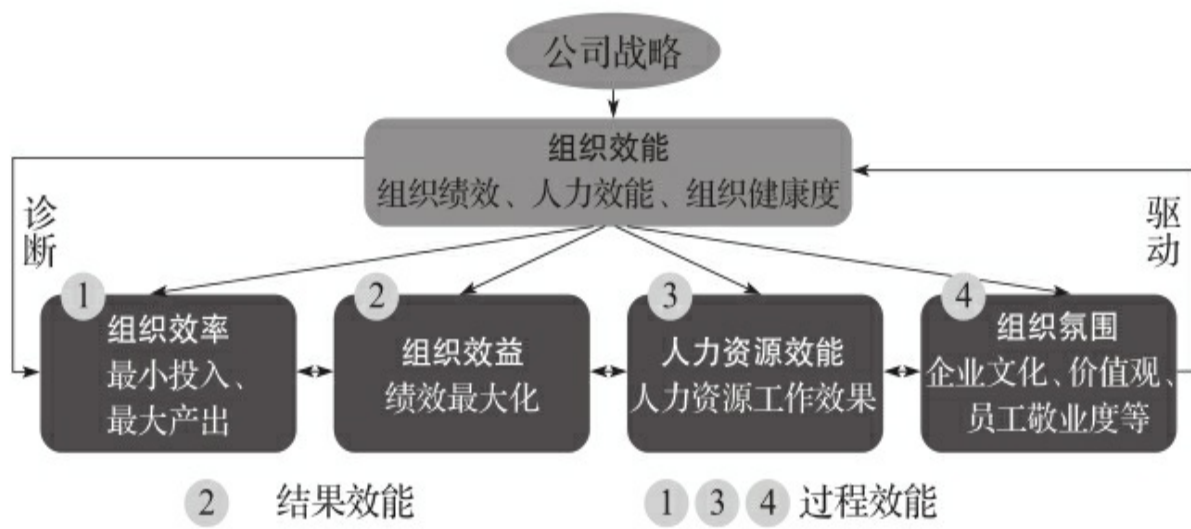 公司战略
组织效能
组织绩效、人力效能、组织健康度
诊断
驱动
1
组织效率
最小投入、
最大产出
2
组织效益
绩效最大化
3
人力资源效能
人力资源工作效果
4
组织氛围
企业文化、价值观、
员工敬业度等
2 结果效能
1 3 4 过程效能